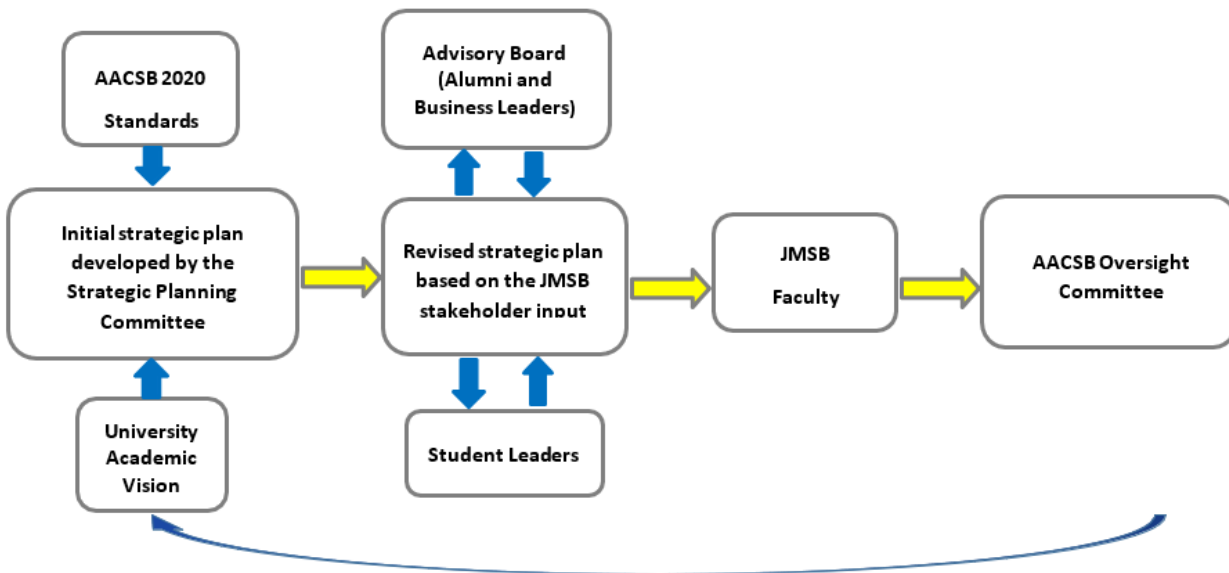 AACSB 2020
Standards
Initial strategic plan
developed by the
Strategic Planning
Committee
University
Academic
Vision
Advisory Board
(Alumni and
Business Leaders)
Revised strategic plan
based on the JMSB
stakeholder input
Student Leaders
JMSB
Faculty
AACSB Oversight
Committee